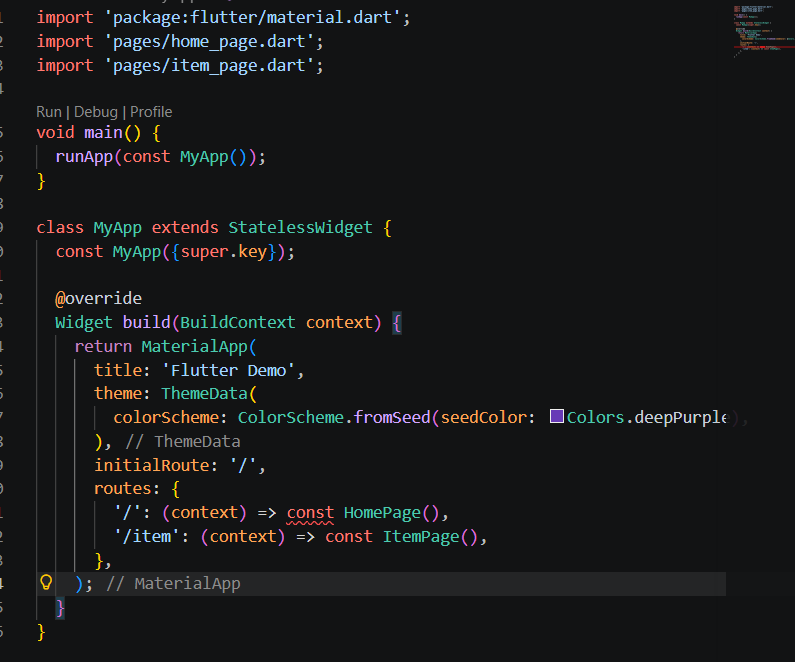 import 'package:flutter/material.dart';
import 'pages/home_page.dart';
import 'pages/item_page.dart';
Run | Debug | Profile
void main() {
  runApp(const MyApp());
}
class MyApp extends StatelessWidget {
  const MyApp({super.key});
  @override
  Widget build(BuildContext context) {
    return MaterialApp(
      title: 'Flutter Demo',
      theme: ThemeData(
        colorScheme: ColorScheme.fromSeed(seedColor: Colors.deepPurple),
      ), // ThemeData
      initialRoute: '/',
      routes: {
        '/': (context) => const HomePage(),
        '/item': (context) => const ItemPage(),
      },
    ); // MaterialApp
  }
}